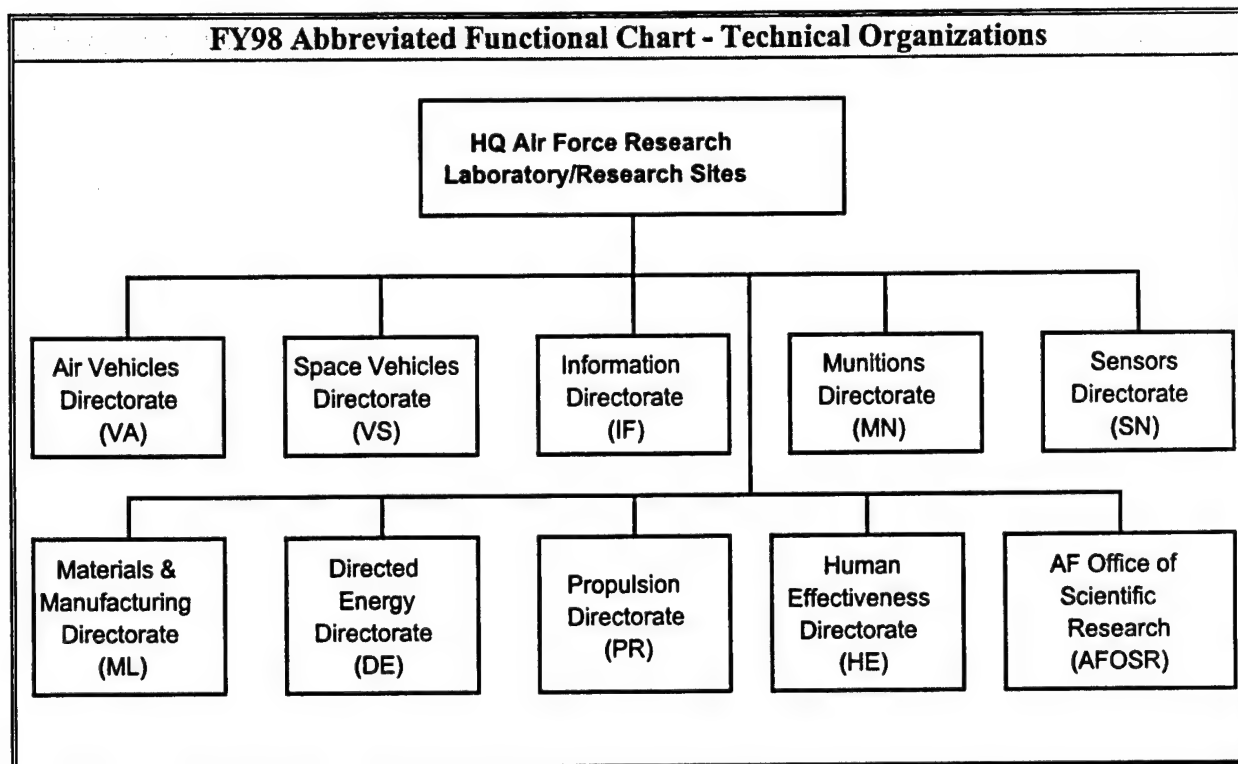 FY98 Abbreviated Functional Chart - Technical Organizations
HQ Air Force Research
Laboratory/Research Sites
Air Vehicles
Directorate
(VA)
Space Vehicles
Directorate
(VS)
Information
Directorate
(IF)
Munitions
Directorate
(MN)
Sensors
Directorate
(SN)
Materials &
Manufacturing
Directorate
(ML)
Directed
Energy
Directorate
(DE)
Propulsion
Directorate
(PR)
Human
Effectiveness
Directorate
(HE)
AF Office of
Scientific
Research
(AFOSR)